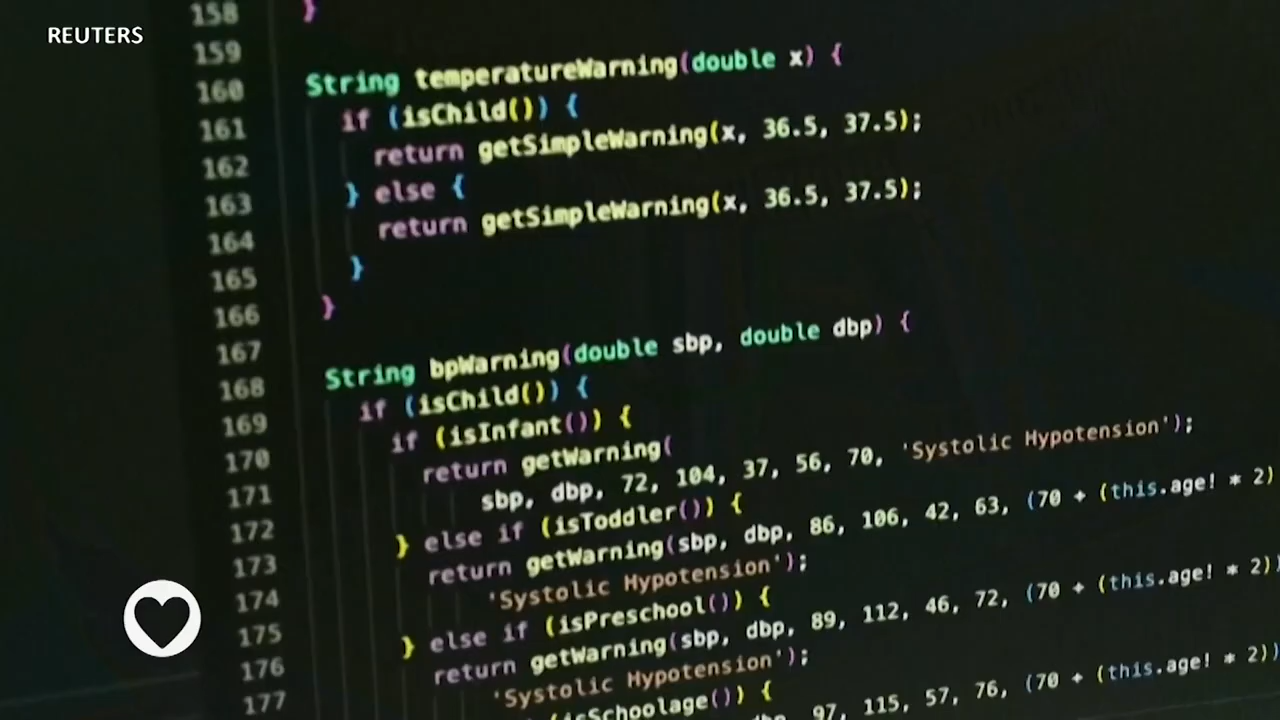 REUTERS
158 }
159
160 String temperatureWarning(double x) {
161 if (isChild()) {
162 return getSimpleWarning(x, 36.5, 37.5);
163 } else {
164 return getSimpleWarning(x, 36.5, 37.5);
165 }
166 }
167
168 String bpWarning(double sbp, double dbp) {
169 if (isChild()) {
170 if (isInfant()) {
171 return getWarning(
172 sbp, dbp, 72, 104, 37, 56, 70, 'Systolic Hypotension');
173 } else if (isToddler()) {
174 return getWarning(sbp, dbp, 86, 106, 42, 63, (70 + (this.age! * 2)
175 'Systolic Hypotension');
176 } else if (isPreschool()) {
177 return getWarning(sbp, dbp, 89, 112, 46, 72, (70 + (this.age! * 2))
'Systolic Hypotension');
(isSchoolage()) {
dbp, 97, 115, 57, 76, (70 + (this.age! * 2))